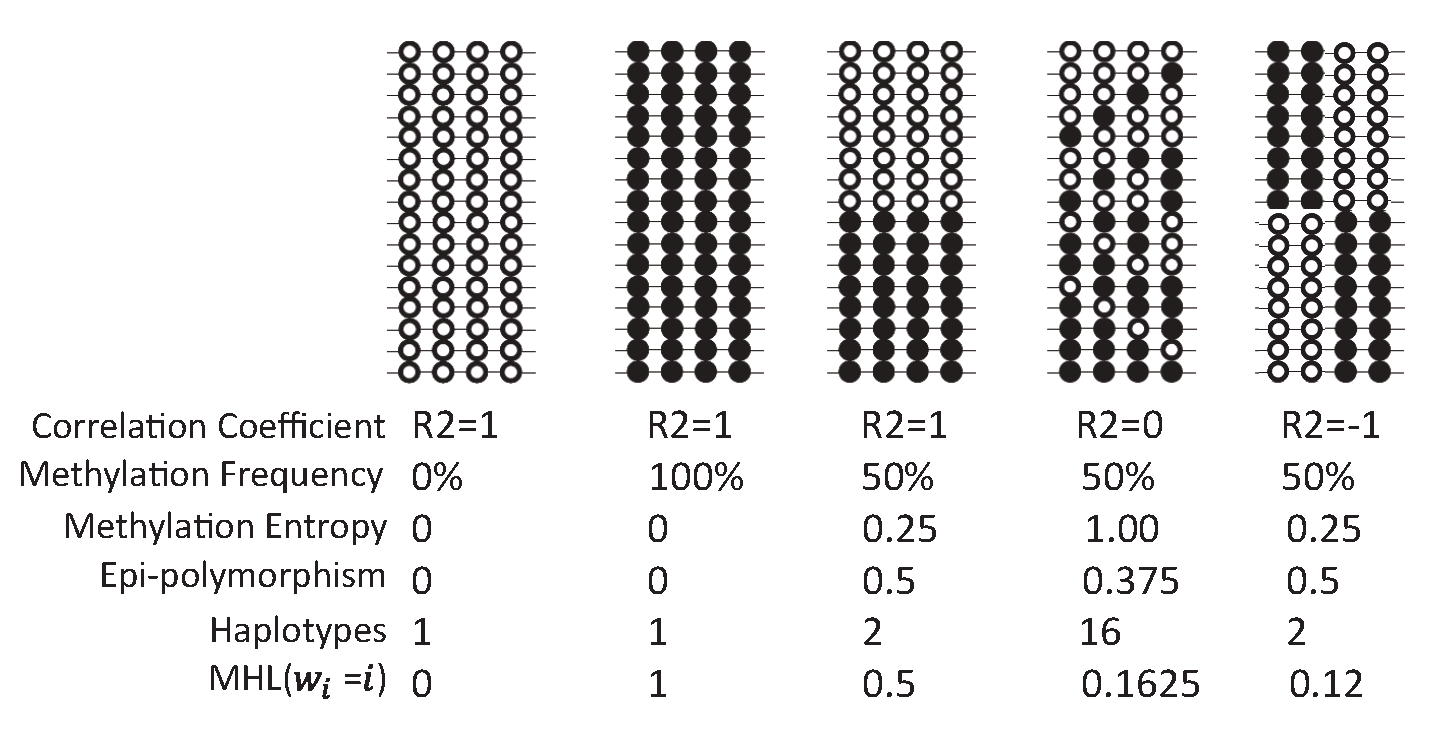 Correlation Coefficient R2=1 R2=1 R2=1 R2=0 R2=-1
Methylation Frequency 0% 100% 50% 50% 50%
Methylation Entropy 0 0 0.25 1.00 0.25
Epi-polymorphism 0 0 0.5 0.375 0.5
Haplotypes 1 1 2 16 2
MHL(wᵢ =i) 0 1 0.5 0.1625 0.12